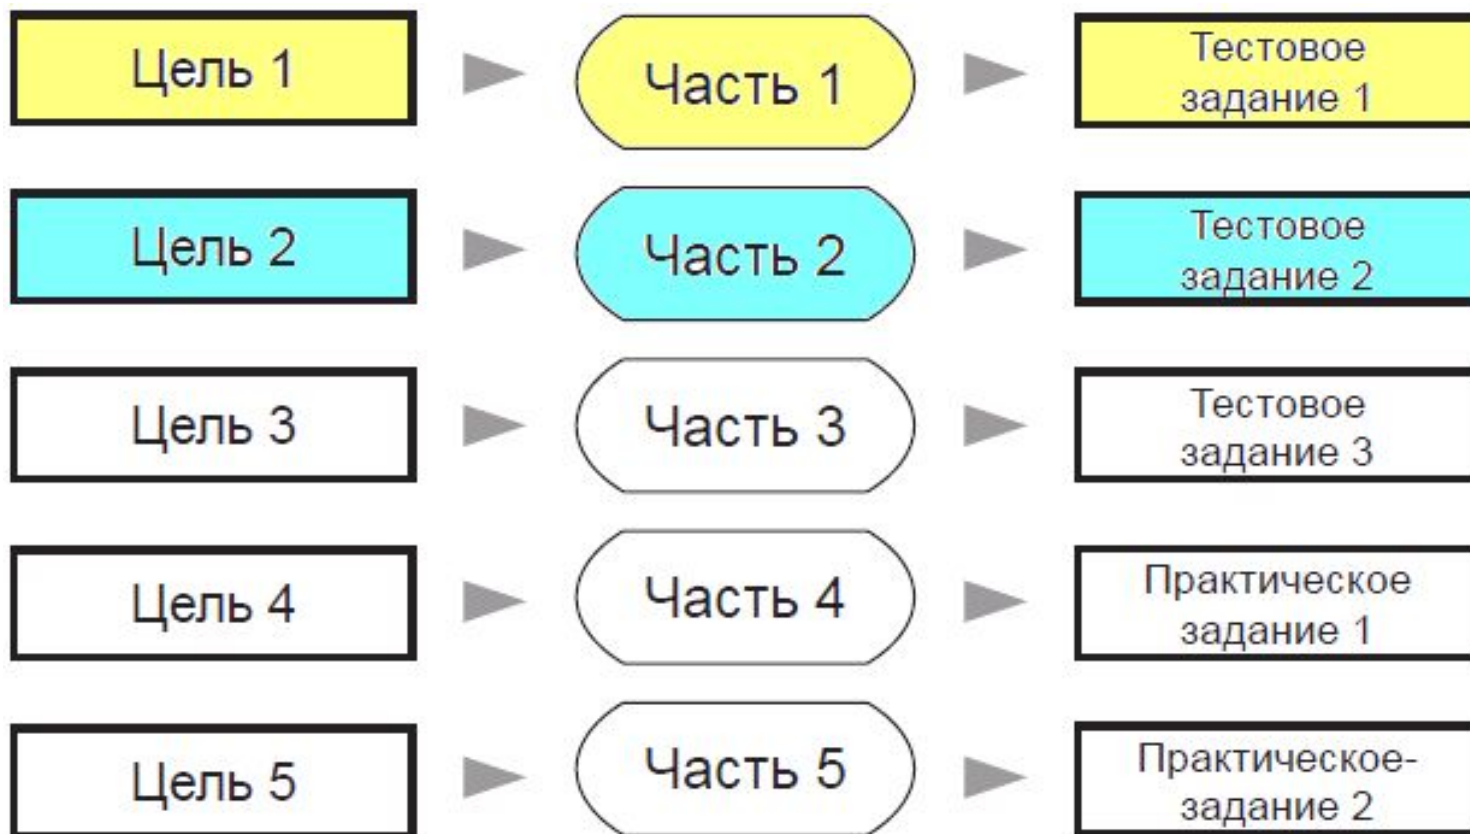 Цель 1
Часть 1
Тестовое
задание 1
Цель 2
Часть 2
Тестовое
задание 2
Цель 3
Часть 3
Тестовое
задание 3
Цель 4
Часть 4
Практическое
задание 1
Цель 5
Часть 5
Практическое-
задание 2